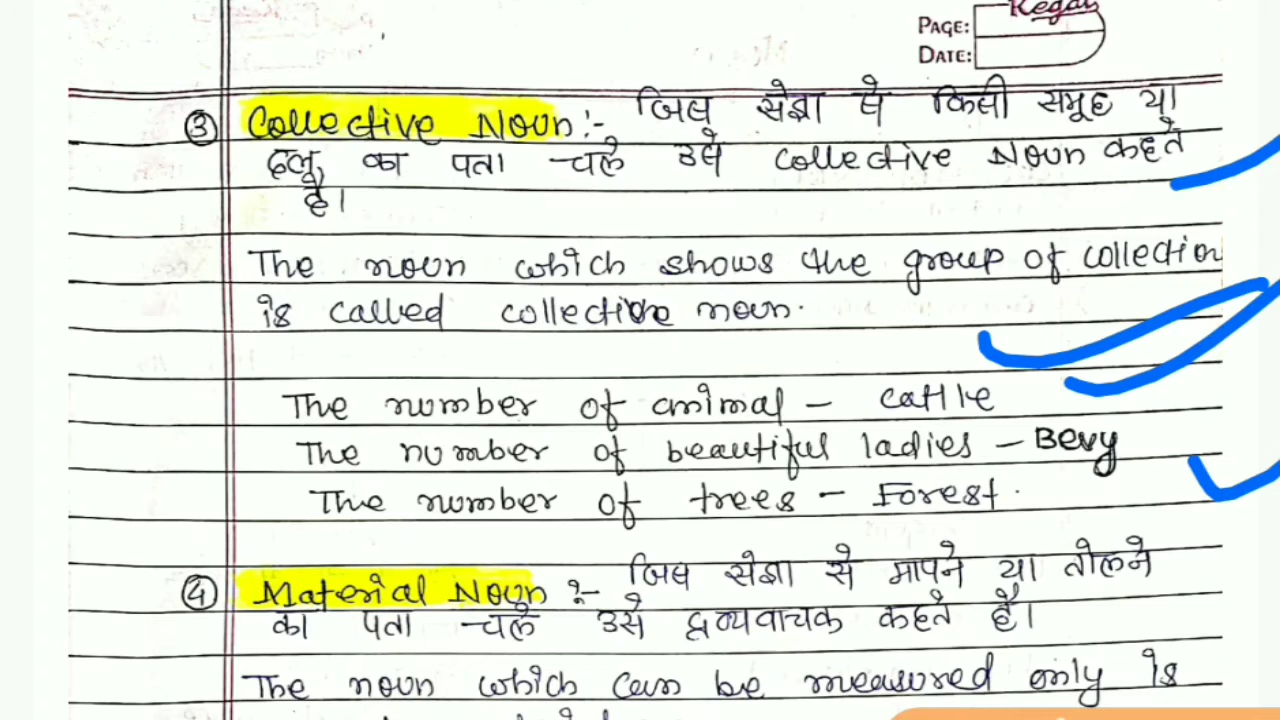 Regal
PAGE:
DATE:
③ Collective Noun :- जिस संज्ञा से किसी समूह या
दल का पता चले उसे Collective Noun कहते
है।
The noun which shows the group of collection
is called collective noun.
The number of animal - cattle
The number of beautiful ladies - Bevy
The number of trees - Forest.
④ Material Noun :- जिस संज्ञा से मापने या तोलने
का पता चले उसे द्रव्यवाचक कहते है।
The noun which can be measured only is